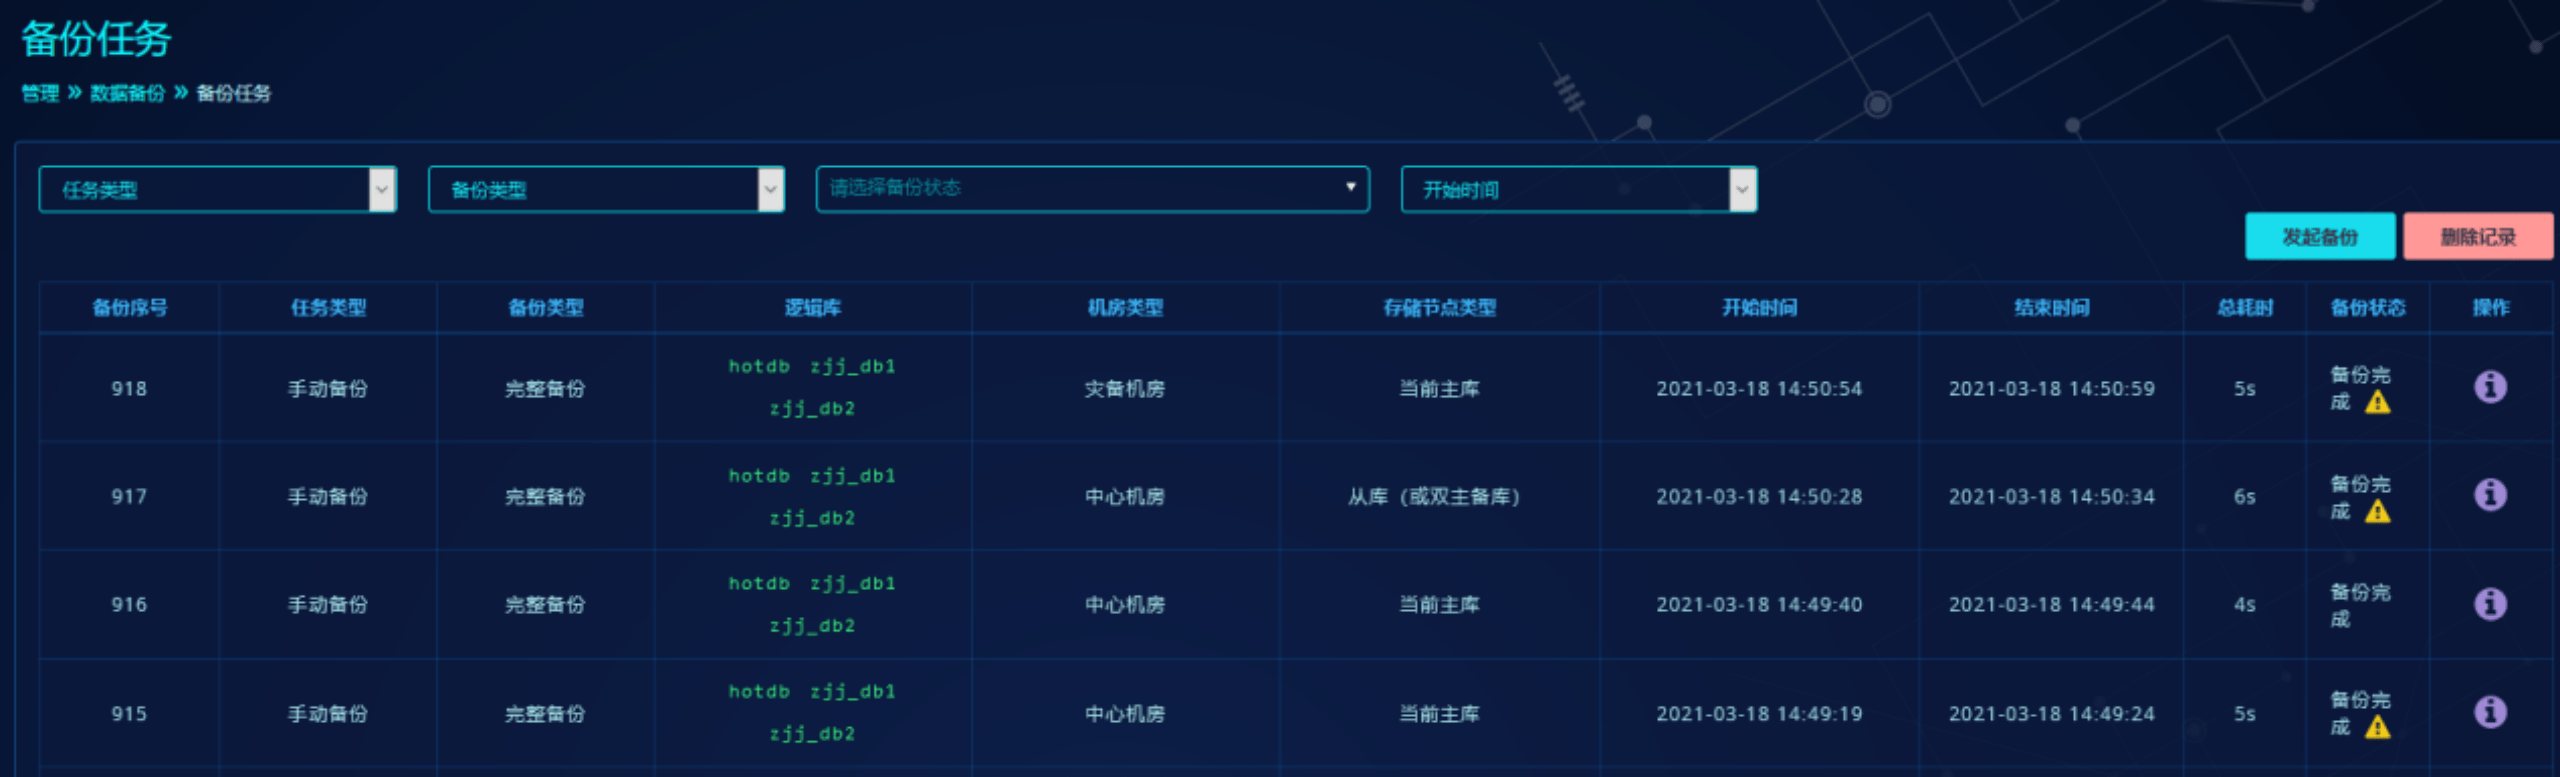 备份任务
管理 » 数据备份 » 备份任务
任务类型 备份类型 请选择备份状态 开始时间
发起备份 删除记录
备份序号 任务类型 备份类型 逻辑库 机房类型 存储节点类型 开始时间 结束时间 总耗时 备份状态 操作
hotdb zjj_db1
918 手动备份 完整备份 灾备机房 当前主库 2021-03-18 14:50:54 2021-03-18 14:50:59 5s 备份完
zjj_db2 成
hotdb zjj_db1
917 手动备份 完整备份 中心机房 从库（或双主备库） 2021-03-18 14:50:28 2021-03-18 14:50:34 6s 备份完
zjj_db2 成
hotdb zjj_db1
916 手动备份 完整备份 中心机房 当前主库 2021-03-18 14:49:40 2021-03-18 14:49:44 4s 备份完
zjj_db2 成
hotdb zjj_db1
915 手动备份 完整备份 中心机房 当前主库 2021-03-18 14:49:19 2021-03-18 14:49:24 5s 备份完
zjj_db2 成